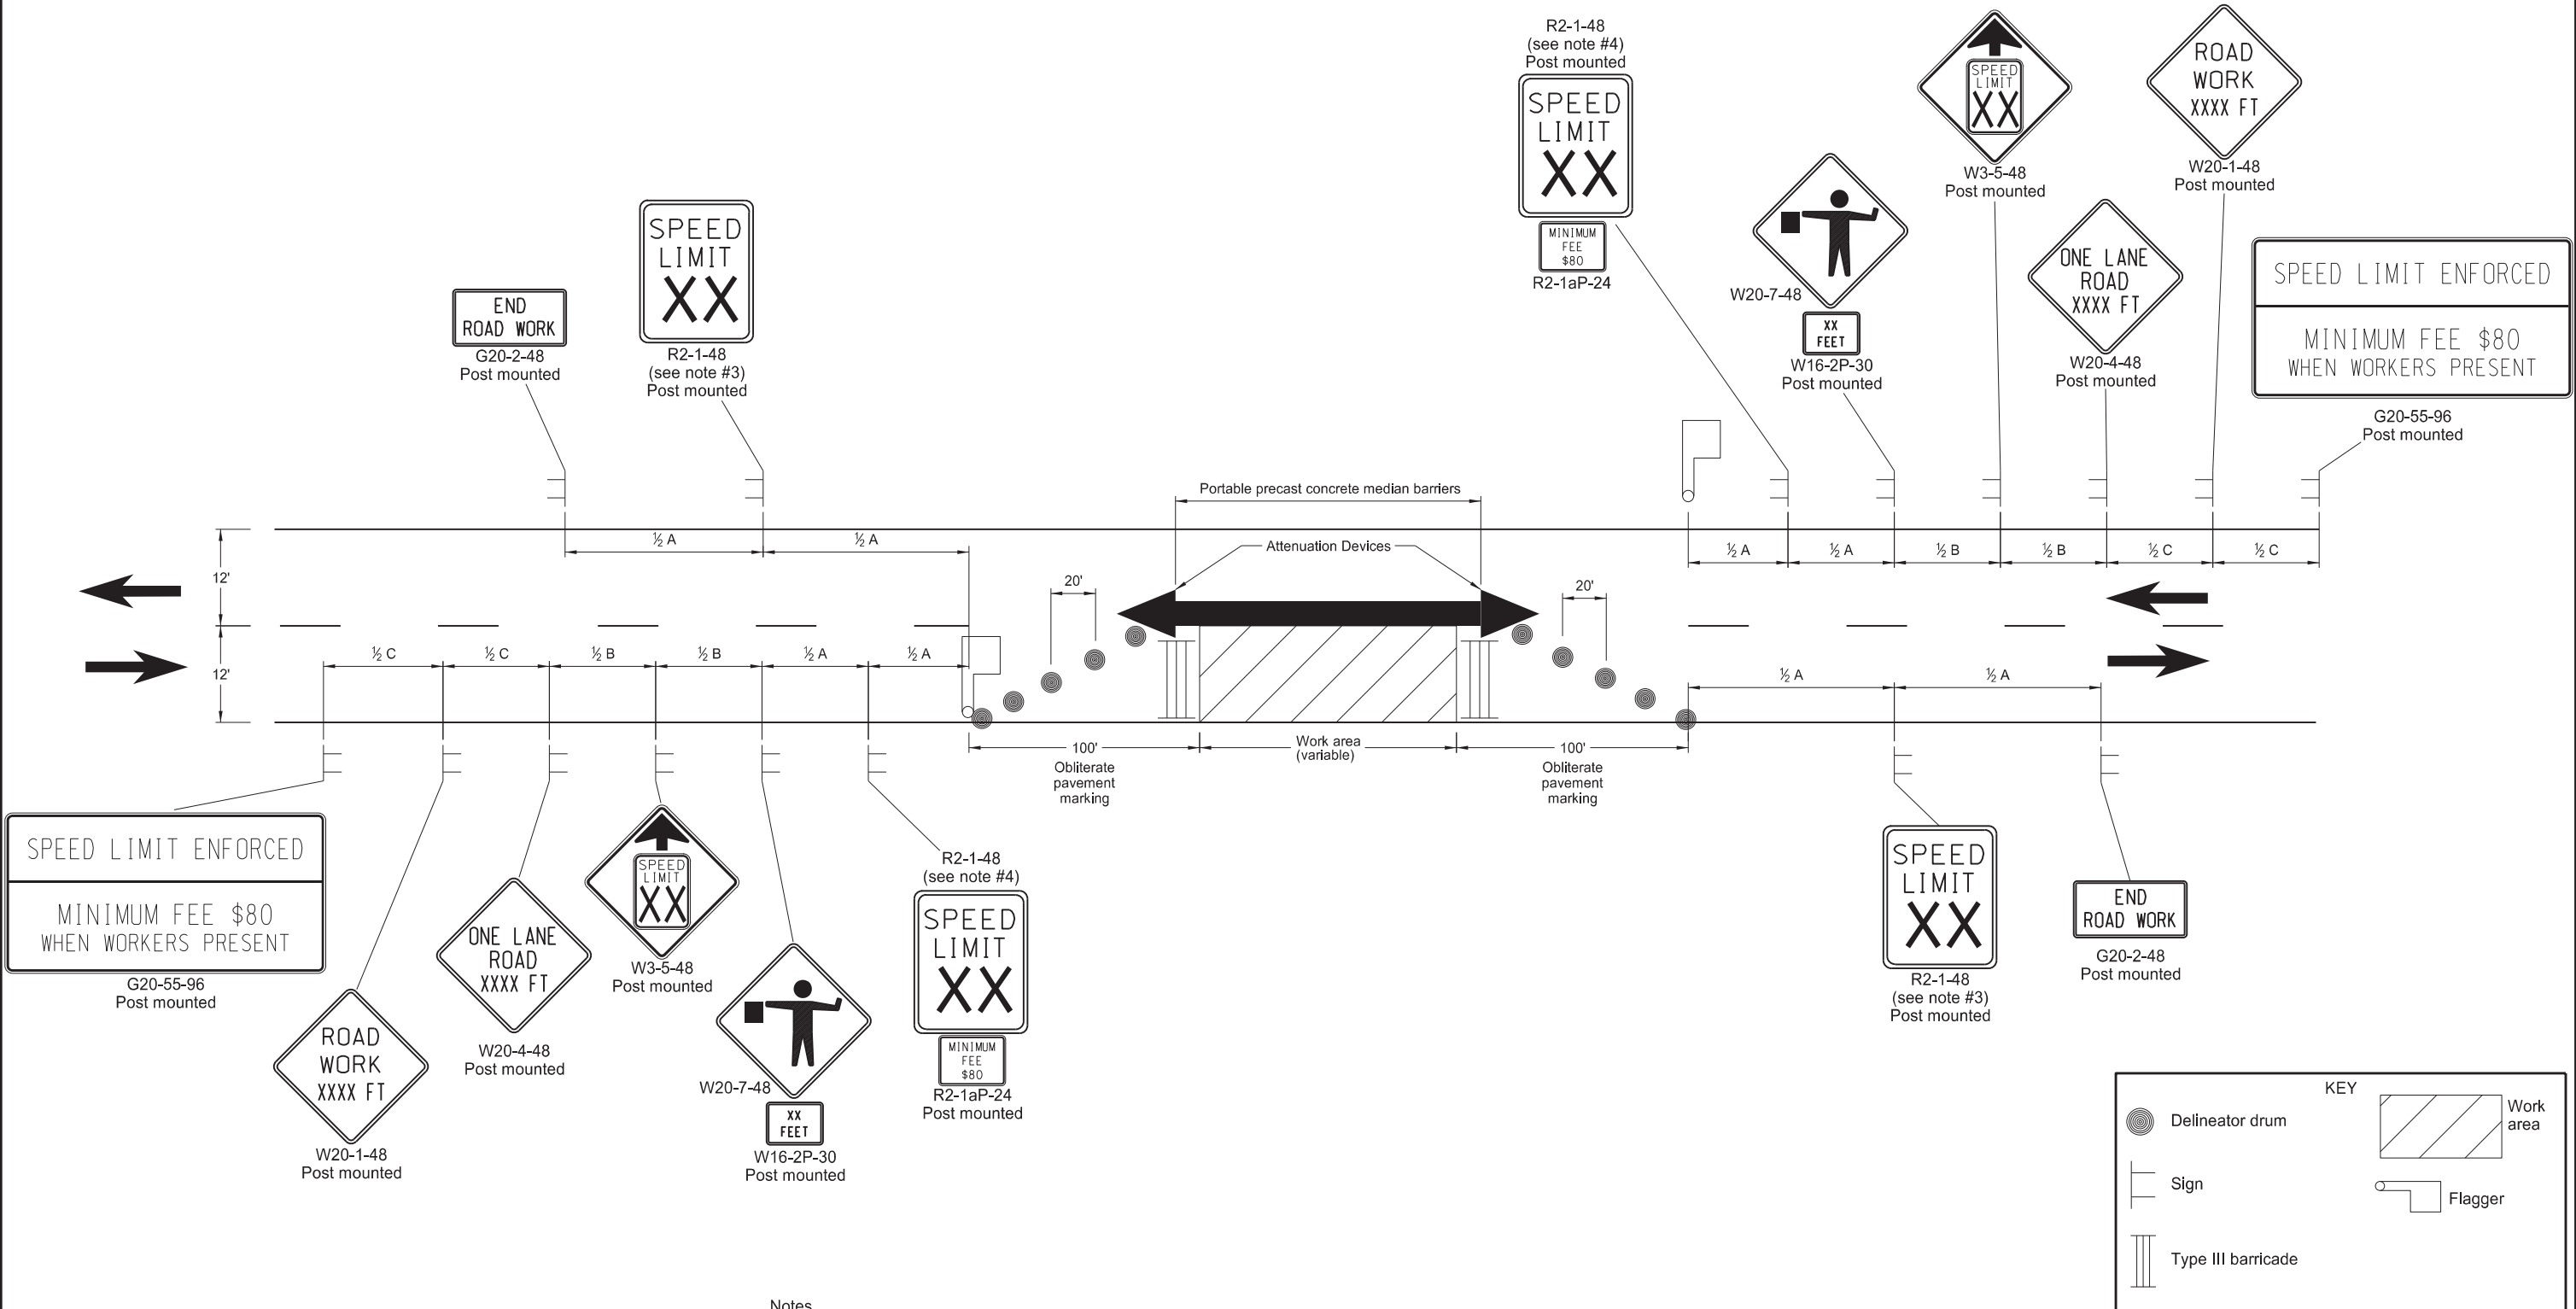 R2-1-48
(see note #4)
Post mounted
SPEED
LIMIT
XX
MINIMUM
FEE
$80
R2-1aP-24
W20-7-48
XX
FEET
W16-2P-30
Post mounted
SPEED
LIMIT
XX
W3-5-48
Post mounted
ONE LANE
ROAD
XXXX FT
W20-4-48
Post mounted
ROAD
WORK
XXXX FT
W20-1-48
Post mounted
SPEED LIMIT ENFORCED
MINIMUM FEE $80
WHEN WORKERS PRESENT
G20-55-96
Post mounted
END
ROAD WORK
G20-2-48
Post mounted
SPEED
LIMIT
XX
R2-1-48
(see note #3)
Post mounted
Portable precast concrete median barriers
Attenuation Devices
½ A
½ A
½ A
½ A
½ B
½ B
½ C
½ C
12'
12'
20'
20'
½ C
½ C
½ B
½ B
½ A
½ A
½ A
½ A
100'
Obliterate
pavement
marking
Work area
(variable)
100'
Obliterate
pavement
marking
SPEED LIMIT ENFORCED
MINIMUM FEE $80
WHEN WORKERS PRESENT
G20-55-96
Post mounted
ROAD
WORK
XXXX FT
W20-1-48
Post mounted
ONE LANE
ROAD
XXXX FT
W20-4-48
Post mounted
SPEED
LIMIT
XX
W3-5-48
Post mounted
W20-7-48
XX
FEET
W16-2P-30
Post mounted
R2-1-48
(see note #4)
SPEED
LIMIT
XX
MINIMUM
FEE
$80
R2-1aP-24
Post mounted
SPEED
LIMIT
XX
R2-1-48
(see note #3)
Post mounted
END
ROAD WORK
G20-2-48
Post mounted
KEY
Delineator drum
Work
area
Sign
Flagger
Type III barricade
Notes